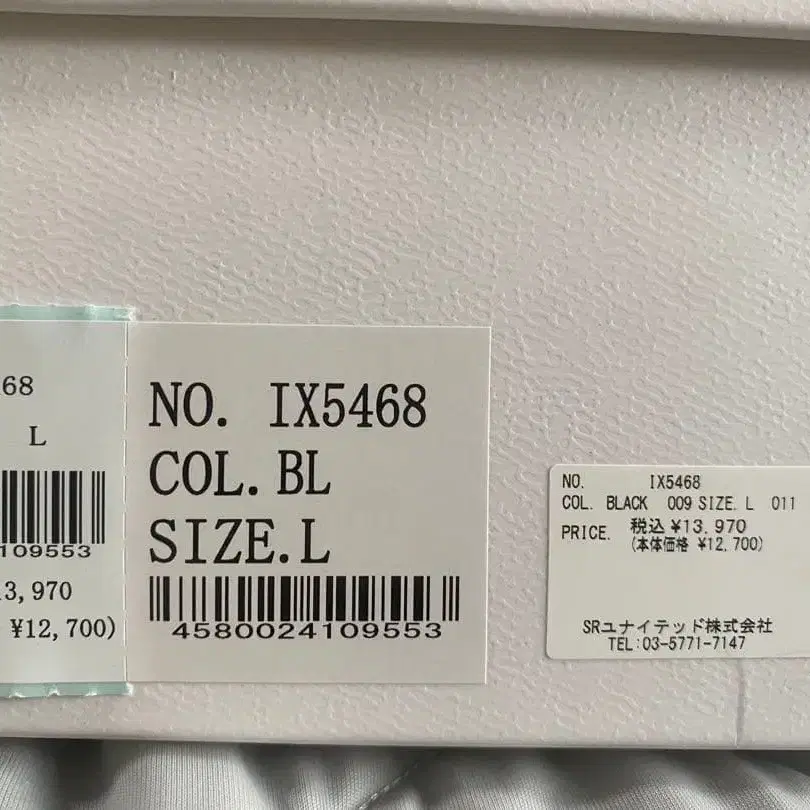 68
L
109553
3,970
¥12,700)
NO. IX5468
COL. BL
SIZE. L
4580024109553
NO. IX5468
COL. BLACK 009 SIZE. L 011
PRICE. 税込 ¥13,970
(本体価格 ¥12,700)
SRユナイテッド株式会社
TEL:03-5771-7147